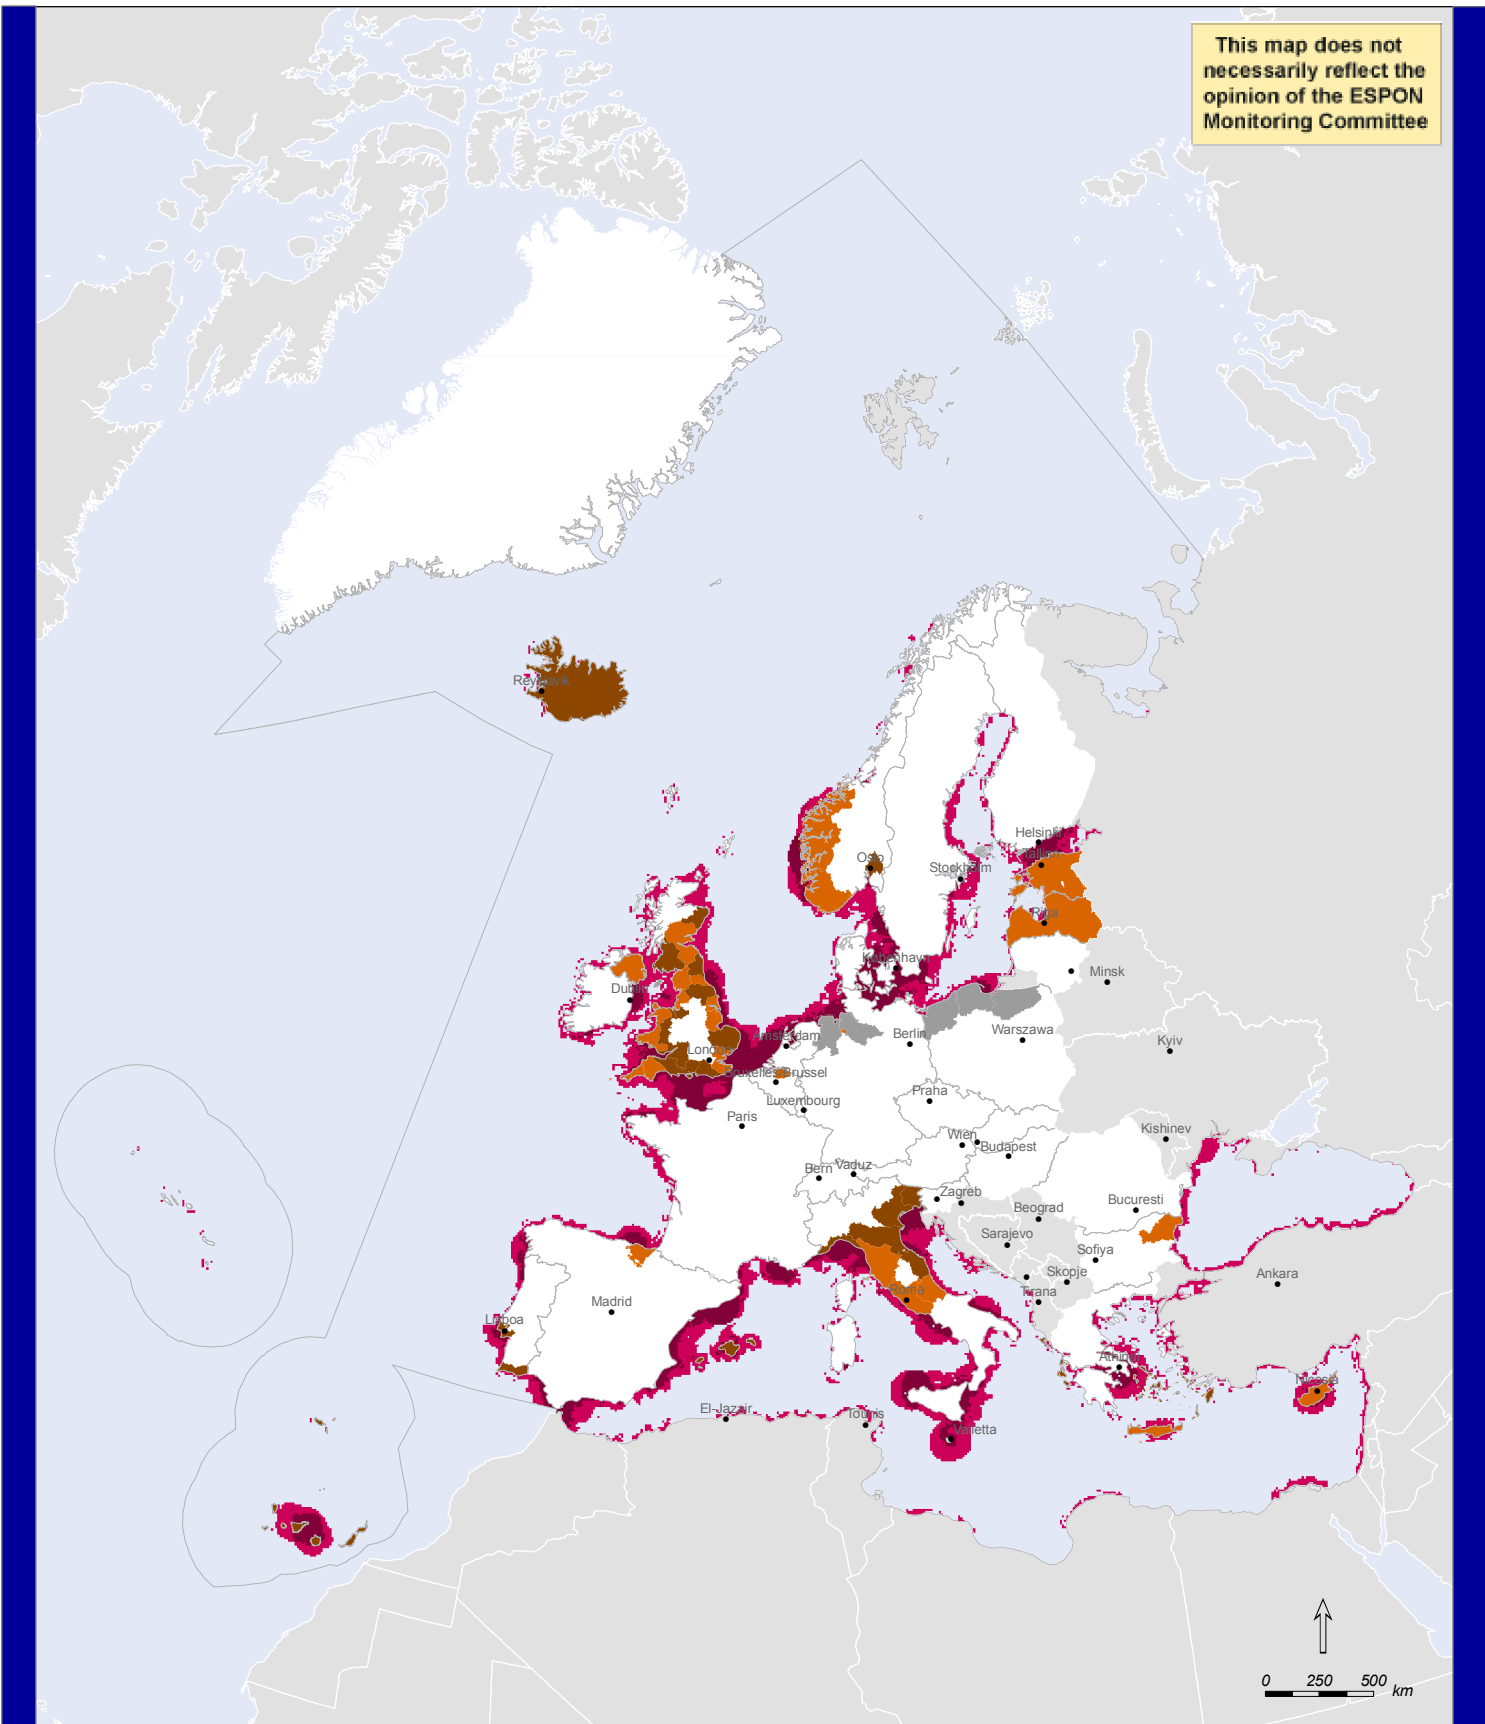 This map does not
necessarily reflect the
opinion of the ESPON
Monitoring Committee
Reykjavik
Helsinki
Tallinn
Oslo
Stockholm
Riga
København
Minsk
Dublin
Amsterdam
Berlin
Warszawa
London
Kyiv
Bruxelles/Brussel
Praha
Luxembourg
Paris
Kishinev
Wien
Budapest
Bern
Vaduz
Zagreb
Beograd
Bucuresti
Sarajevo
Sofiya
Skopje
Ankara
Roma
Tirana
Madrid
Lisboa
Athinai
Nicosia
El-Jazair
Tounis
Valletta
0 250 500
km